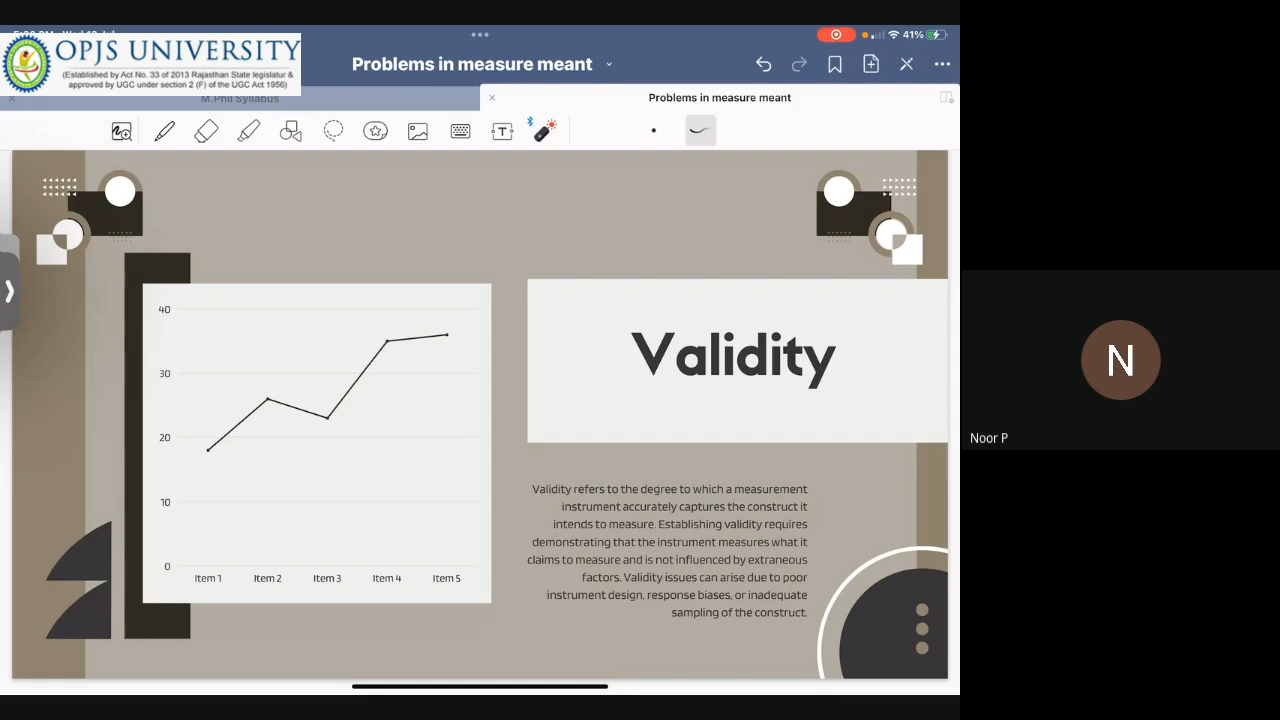 OPJS UNIVERSITY
(Established by Act No. 33 of 2013 Rajasthan State legislatur &
approved by UGC under section 2 (F) of the UGC Act 1956)
41%
Problems in measure meant
M.Phil Syllabus
Problems in measure meant
T
40
30
20
10
0
Item 1 Item 2 Item 3 Item 4 Item 5
Validity
Validity refers to the degree to which a measurement
instrument accurately captures the construct it
intends to measure. Establishing validity requires
demonstrating that the instrument measures what it
claims to measure and is not influenced by extraneous
factors. Validity issues can arise due to poor
instrument design, response biases, or inadequate
sampling of the construct.
N
Noor P